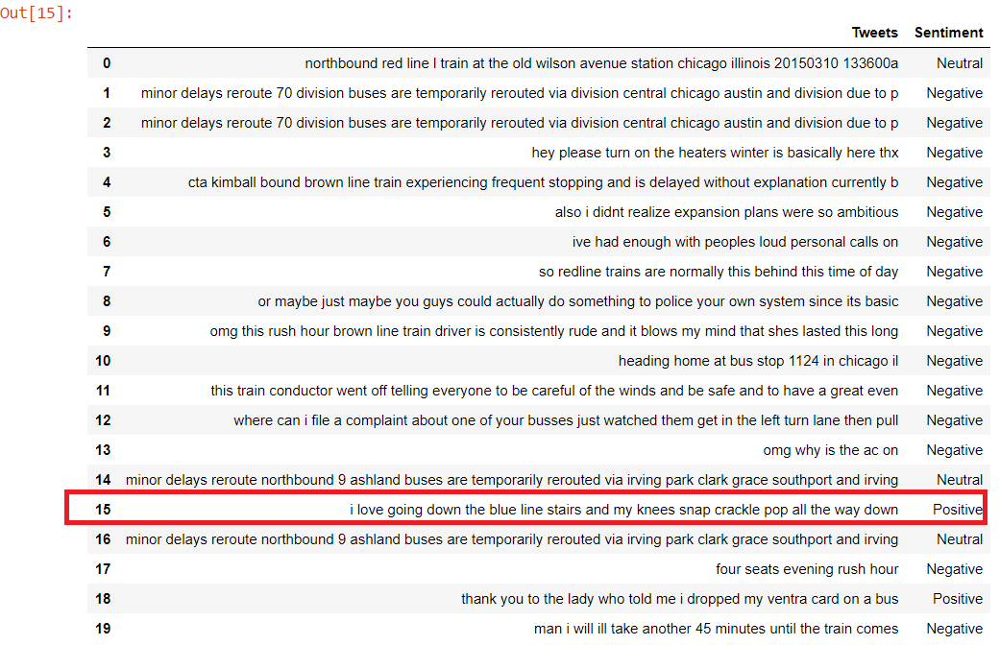 Out[15]:
Tweets Sentiment
0 northbound red line l train at the old wilson avenue station chicago illinois 20150310 133600a Neutral
1 minor delays reroute 70 division buses are temporarily rerouted via division central chicago austin and division due to p Negative
2 minor delays reroute 70 division buses are temporarily rerouted via division central chicago austin and division due to p Negative
3 hey please turn on the heaters winter is basically here thx Negative
4 cta kimball bound brown line train experiencing frequent stopping and is delayed without explanation currently b Negative
5 also i didnt realize expansion plans were so ambitious Negative
6 ive had enough with peoples loud personal calls on Negative
7 so redline trains are normally this behind this time of day Negative
8 or maybe just maybe you guys could actually do something to police your own system since its basic Negative
9 omg this rush hour brown line train driver is consistently rude and it blows my mind that shes lasted this long Negative
10 heading home at bus stop 1124 in chicago il Negative
11 this train conductor went off telling everyone to be careful of the winds and be safe and to have a great even Negative
12 where can i file a complaint about one of your busses just watched them get in the left turn lane then pull Negative
13 omg why is the ac on Negative
14 minor delays reroute northbound 9 ashland buses are temporarily rerouted via irving park clark grace southport and irving Neutral
15 i love going down the blue line stairs and my knees snap crackle pop all the way down Positive
16 minor delays reroute northbound 9 ashland buses are temporarily rerouted via irving park clark grace southport and irving Neutral
17 four seats evening rush hour Negative
18 thank you to the lady who told me i dropped my ventra card on a bus Positive
19 man i will ill take another 45 minutes until the train comes Negative